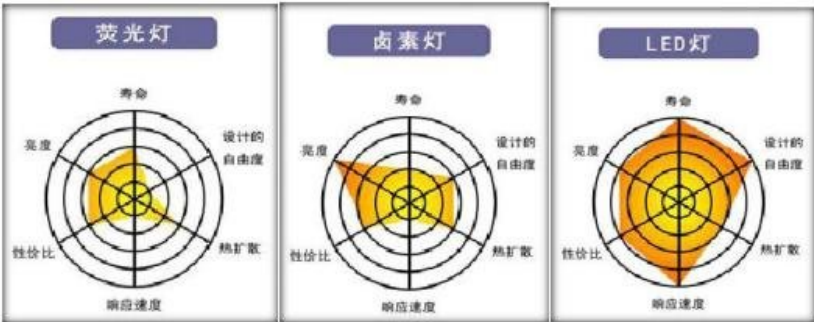 荧光灯
寿命
亮度
设计的
自由度
性价比
热扩散
响应速度
卤素灯
寿命
亮度
设计的
自由度
性价比
热扩散
响应速度
LED灯
寿命
亮度
设计的
自由度
性价比
热扩散
响应速度